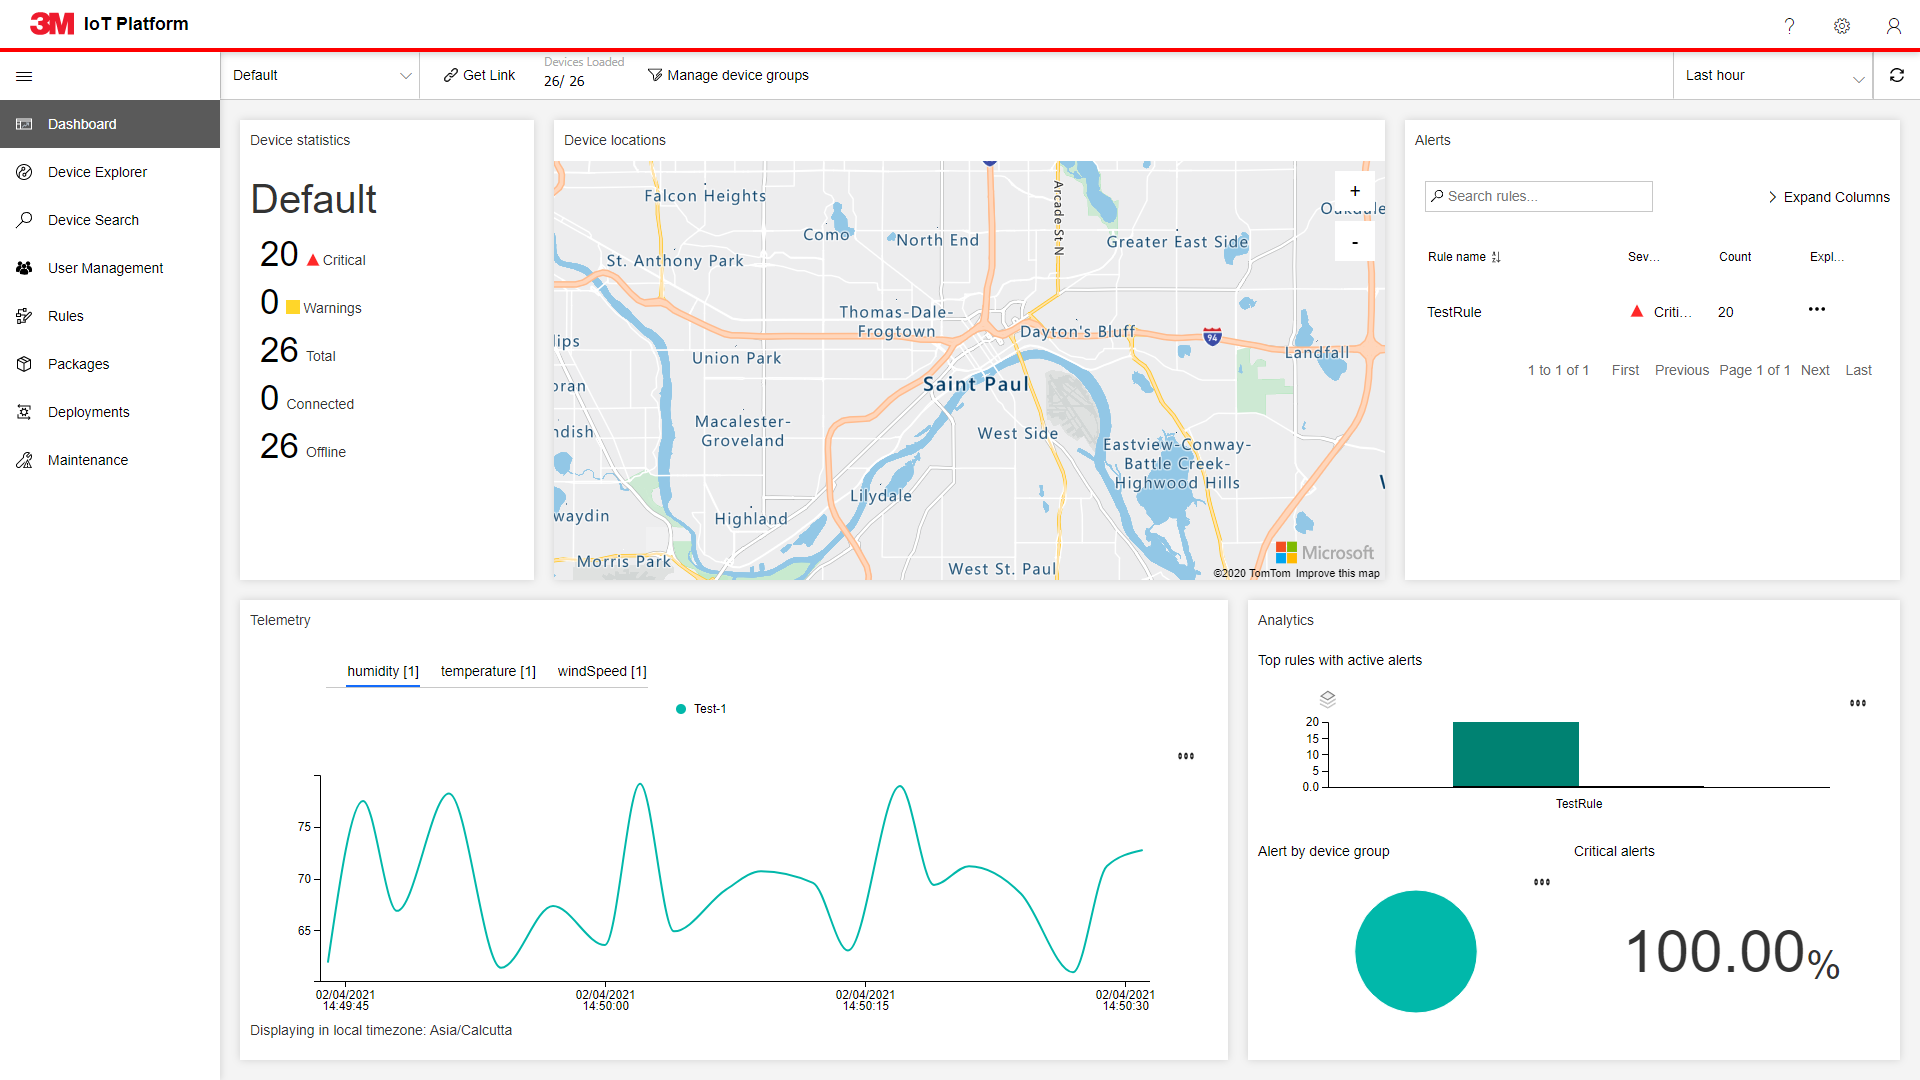 3M IoT Platform
?
Default
Get Link
Devices Loaded
26/ 26
Manage device groups
Last hour
Dashboard
Device Explorer
Device Search
User Management
Rules
Packages
Deployments
Maintenance
Device statistics
Default
20 Critical
0 Warnings
26 Total
0 Connected
26 Offline
Device locations
Falcon Heights
Arcade St N
Como
North End
Greater East Side
St. Anthony Park
Thomas-Dale-
Frogtown
Dayton's Bluff
94
Union Park
Landfall
Saint Paul
Macalester-
Groveland
West Side
Eastview-Conway-
Battle Creek-
Highwood Hills
Lilydale
Highland
Morris Park
West St. Paul
+
-
Microsoft
©2020 TomTom Improve this map
Alerts
Search rules...
Expand Columns
Rule name Sev... Count Expl...
TestRule Criti... 20
1 to 1 of 1 First Previous Page 1 of 1 Next Last
Telemetry
humidity [1] temperature [1] windSpeed [1]
Test-1
75
70
65
02/04/2021
14:49:45
02/04/2021
14:50:00
02/04/2021
14:50:15
02/04/2021
14:50:30
Displaying in local timezone: Asia/Calcutta
Analytics
Top rules with active alerts
20
15
10
5
0.0
TestRule
Alert by device group
Critical alerts
100.00%